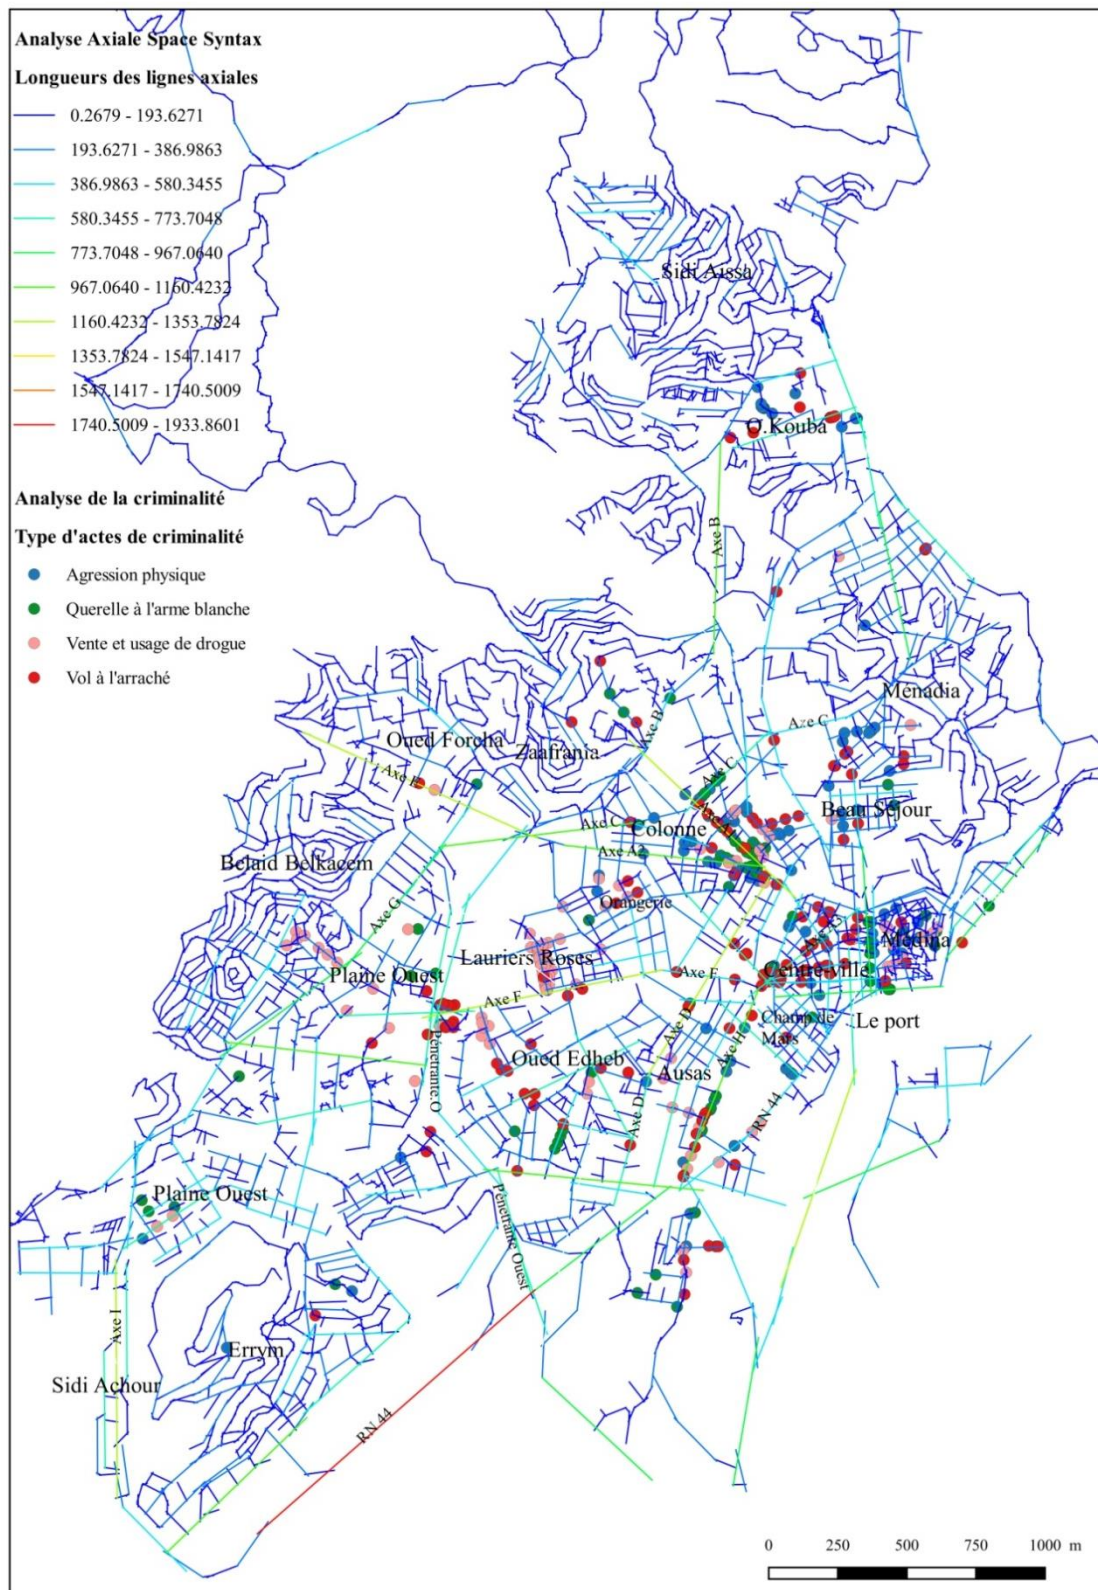 Analyse Axiale Space Syntax
Longueurs des lignes axiales
0.2679 - 193.6271
193.6271 - 386.9863
386.9863 - 580.3455
580.3455 - 773.7048
773.7048 - 967.0640
967.0640 - 1160.4232
1160.4232 - 1353.7824
1353.7824 - 1547.1417
1547.1417 - 1740.5009
1740.5009 - 1933.8601
Analyse de la criminalité
Type d'actes de criminalité
Agression physique
Querelle à l'arme blanche
Vente et usage de drogue
Vol à l'arraché
Sidi Aissa
O.Kouba
Axe B
Ménadia
Axe C
Oued Forcha
Zaafrania
Axe B
Axe E
Axe C
Beau Séjour
Axe C
Colonne
Axe A2
Belaid Belkacem
Orangerie
Axe G
Médina
Lauriers Roses
Plaine Ouest
Centre-ville
Axe F
Axe F
Axe D
Champ de
Mars
Le port
Pénétrante O
Axe H
Oued Edheb
Ausas
Axe D
RN 44
Plaine Ouest
Pénétrante Ouest
Axe I
Errym
Sidi Achour
RN 44
0 250 500 750 1000 m